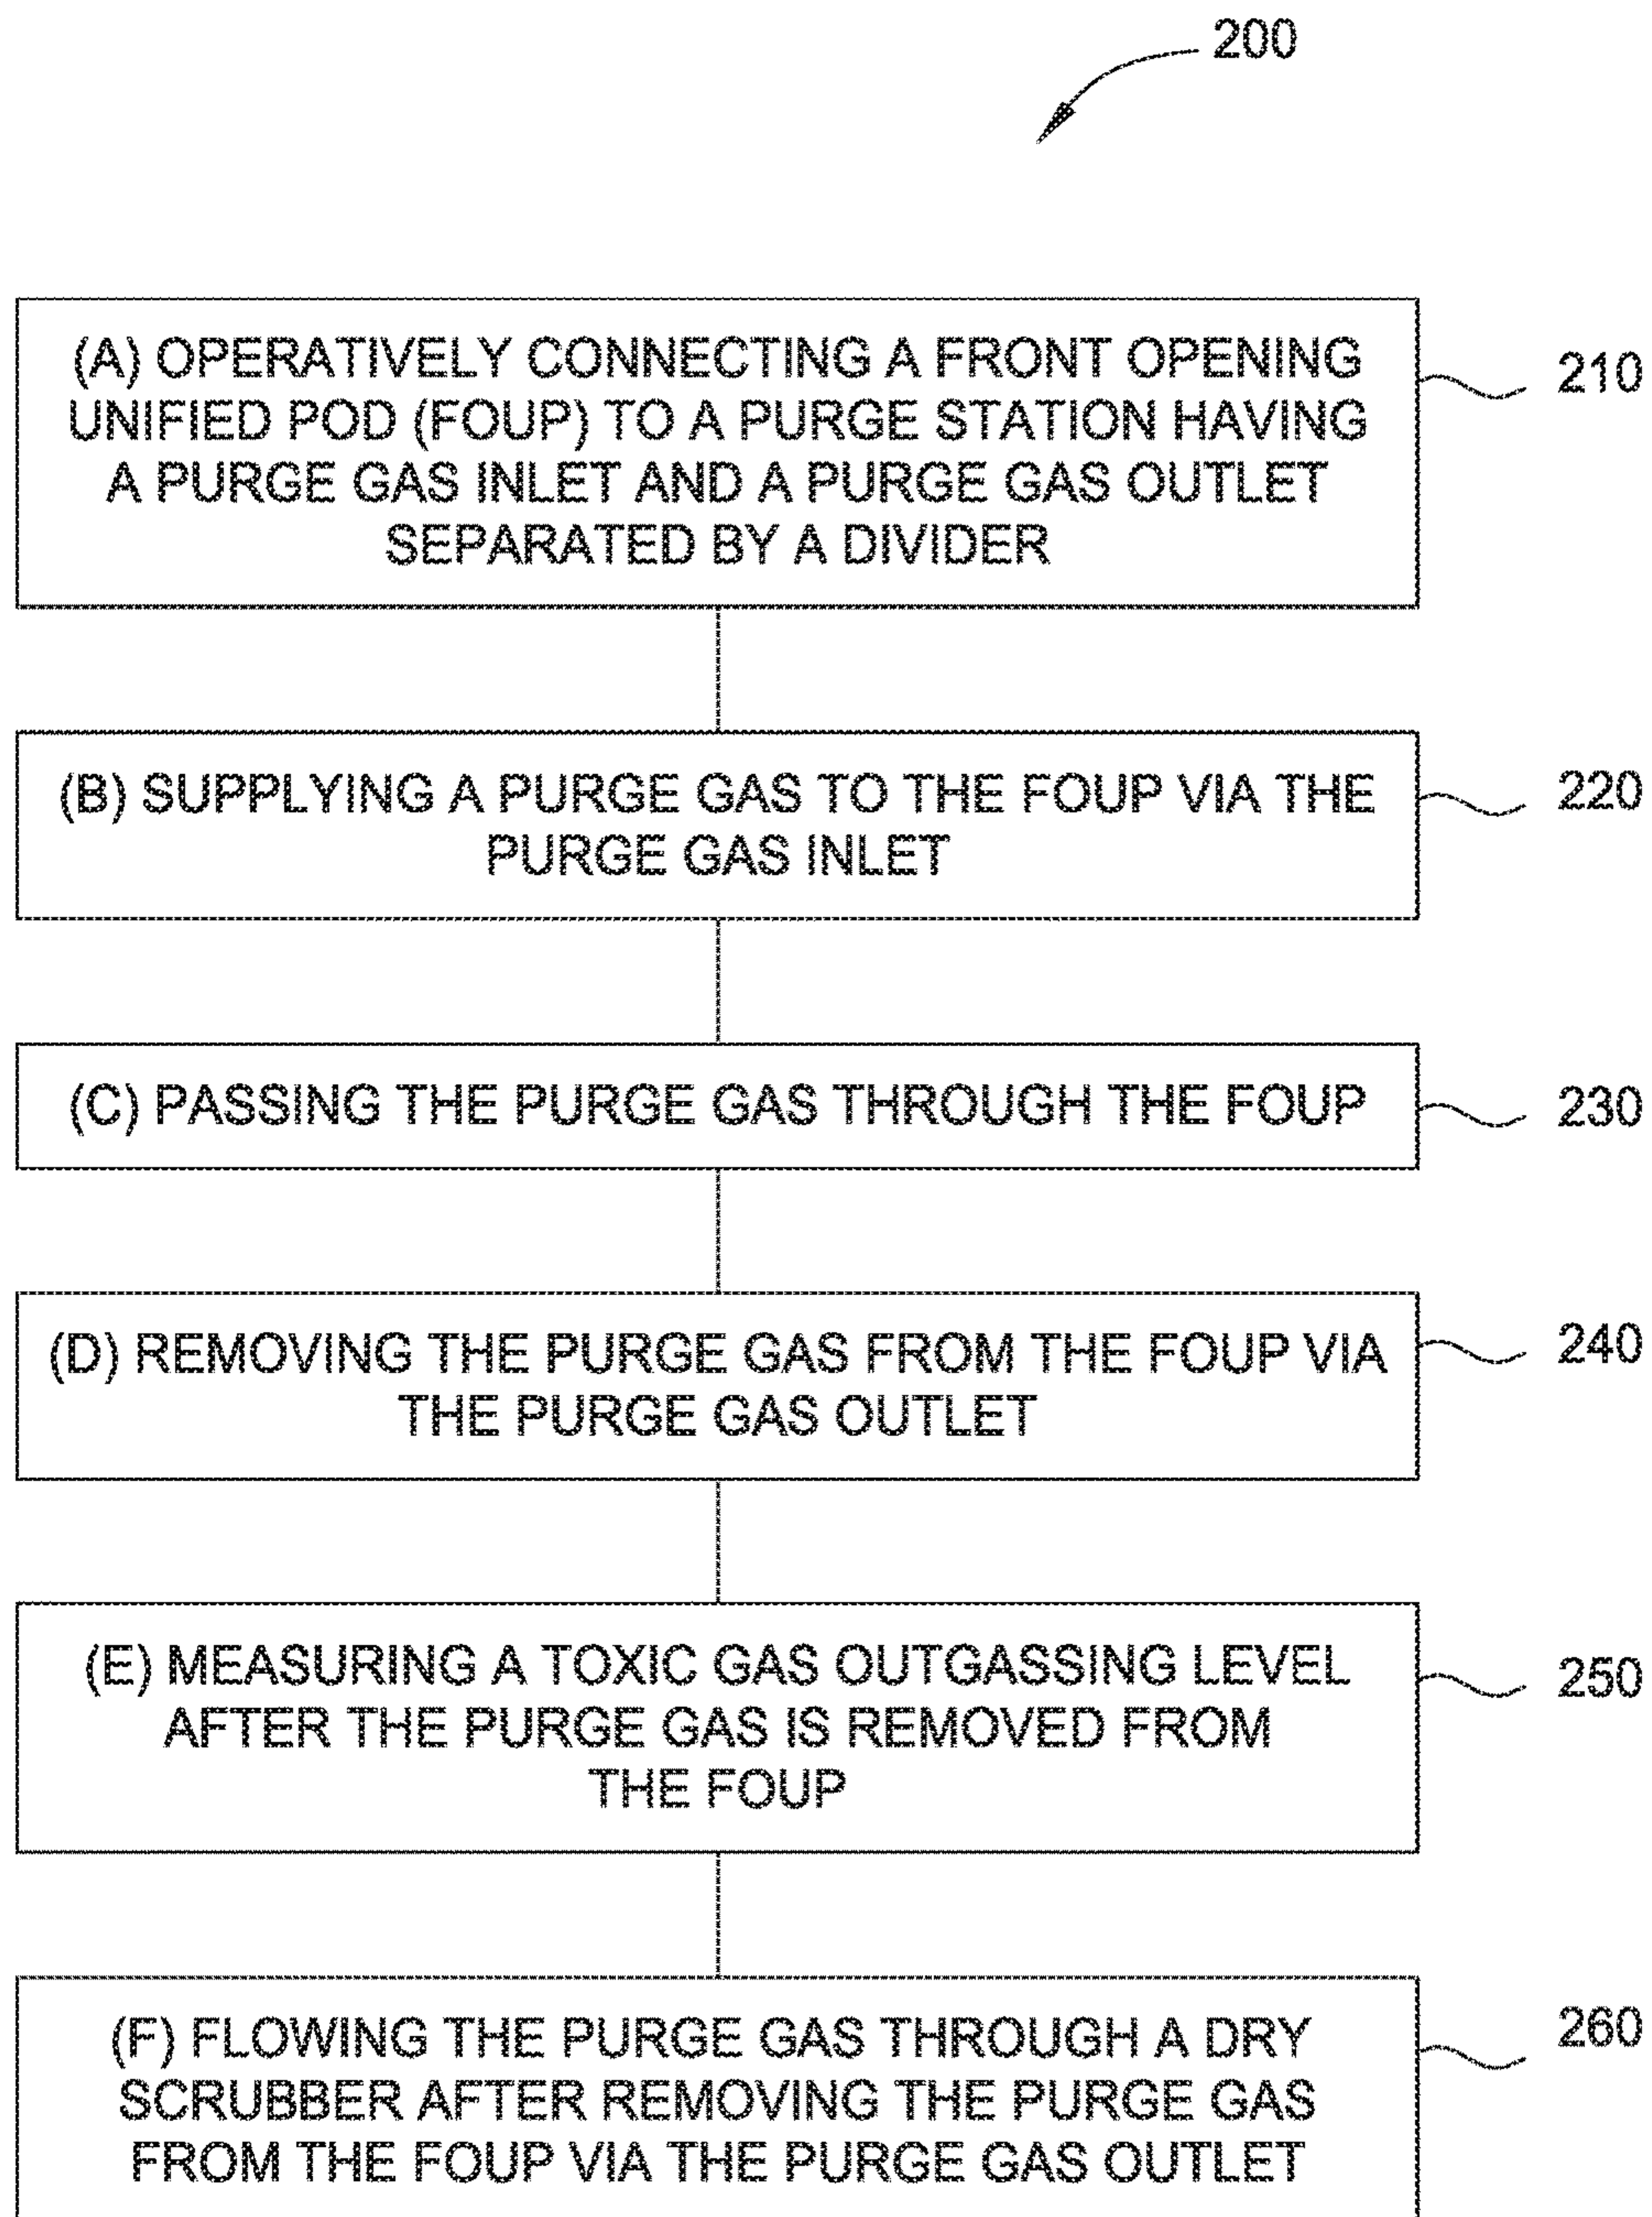 200
(A) OPERATIVELY CONNECTING A FRONT OPENING
UNIFIED POD (FOUP) TO A PURGE STATION HAVING
A PURGE GAS INLET AND A PURGE GAS OUTLET
SEPARATED BY A DIVIDER
210
(B) SUPPLYING A PURGE GAS TO THE FOUP VIA THE
PURGE GAS INLET
220
(C) PASSING THE PURGE GAS THROUGH THE FOUP
230
(D) REMOVING THE PURGE GAS FROM THE FOUP VIA
THE PURGE GAS OUTLET
240
(E) MEASURING A TOXIC GAS OUTGASSING LEVEL
AFTER THE PURGE GAS IS REMOVED FROM
THE FOUP
250
(F) FLOWING THE PURGE GAS THROUGH A DRY
SCRUBBER AFTER REMOVING THE PURGE GAS
FROM THE FOUP VIA THE PURGE GAS OUTLET
260